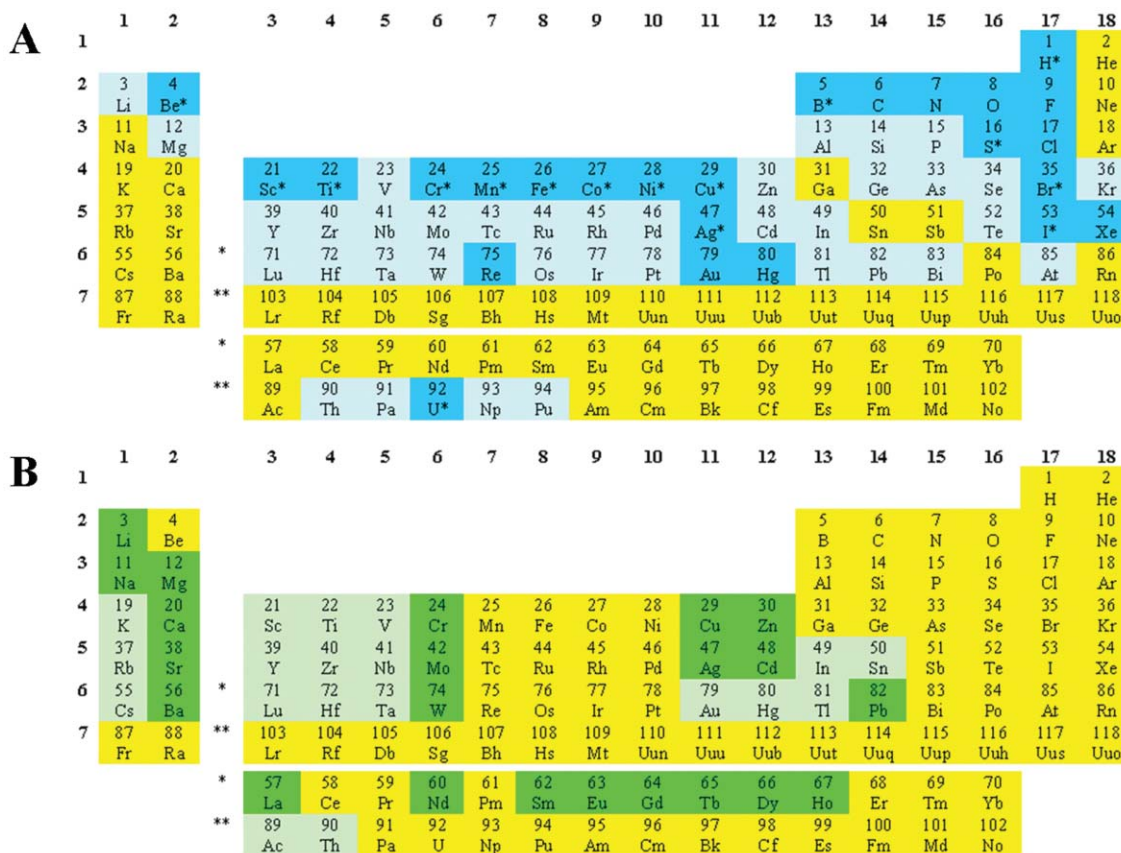 1 2 3 4 5 6 7 8 9 10 11 12 13 14 15 16 17 18
A 1 1 2
H* He
2 3 4 5 6 7 8 9 10
Li Be* B* C N O F Ne
3 11 12 13 14 15 16 17 18
Na Mg Al Si P S* Cl Ar
4 19 20 21 22 23 24 25 26 27 28 29 30 31 32 33 34 35 36
K Ca Sc* Ti* V Cr* Mn* Fe* Co* Ni* Cu* Zn Ga Ge As Se Br* Kr
5 37 38 39 40 41 42 43 44 45 46 47 48 49 50 51 52 53 54
Rb Sr Y Zr Nb Mo Tc Ru Rh Pd Ag* Cd In Sn Sb Te I* Xe
6 55 56 * 71 72 73 74 75 76 77 78 79 80 81 82 83 84 85 86
Cs Ba Lu Hf Ta W Re Os Ir Pt Au Hg Tl Pb Bi Po At Rn
7 87 88 ** 103 104 105 106 107 108 109 110 111 112 113 114 115 116 117 118
Fr Ra Lr Rf Db Sg Bh Hs Mt Uun Uuu Uub Uut Uuq Uup Uuh Uus Uuo
* 57 58 59 60 61 62 63 64 65 66 67 68 69 70
La Ce Pr Nd Pm Sm Eu Gd Tb Dy Ho Er Tm Yb
** 89 90 91 92 93 94 95 96 97 98 99 100 101 102
Ac Th Pa U* Np Pu Am Cm Bk Cf Es Fm Md No
1 2 3 4 5 6 7 8 9 10 11 12 13 14 15 16 17 18
B 1 1 2
H He
2 3 4 5 6 7 8 9 10
Li Be B C N O F Ne
3 11 12 13 14 15 16 17 18
Na Mg Al Si P S Cl Ar
4 19 20 21 22 23 24 25 26 27 28 29 30 31 32 33 34 35 36
K Ca Sc Ti V Cr Mn Fe Co Ni Cu Zn Ga Ge As Se Br Kr
5 37 38 39 40 41 42 43 44 45 46 47 48 49 50 51 52 53 54
Rb Sr Y Zr Nb Mo Tc Ru Rh Pd Ag Cd In Sn Sb Te I Xe
6 55 56 * 71 72 73 74 75 76 77 78 79 80 81 82 83 84 85 86
Cs Ba Lu Hf Ta W Re Os Ir Pt Au Hg Tl Pb Bi Po At Rn
7 87 88 ** 103 104 105 106 107 108 109 110 111 112 113 114 115 116 117 118
Fr Ra Lr Rf Db Sg Bh Hs Mt Uun Uuu Uub Uut Uuq Uup Uuh Uus Uuo
* 57 58 59 60 61 62 63 64 65 66 67 68 69 70
La Ce Pr Nd Pm Sm Eu Gd Tb Dy Ho Er Tm Yb
** 89 90 91 92 93 94 95 96 97 98 99 100 101 102
Ac Th Pa U Np Pu Am Cm Bk Cf Es Fm Md No